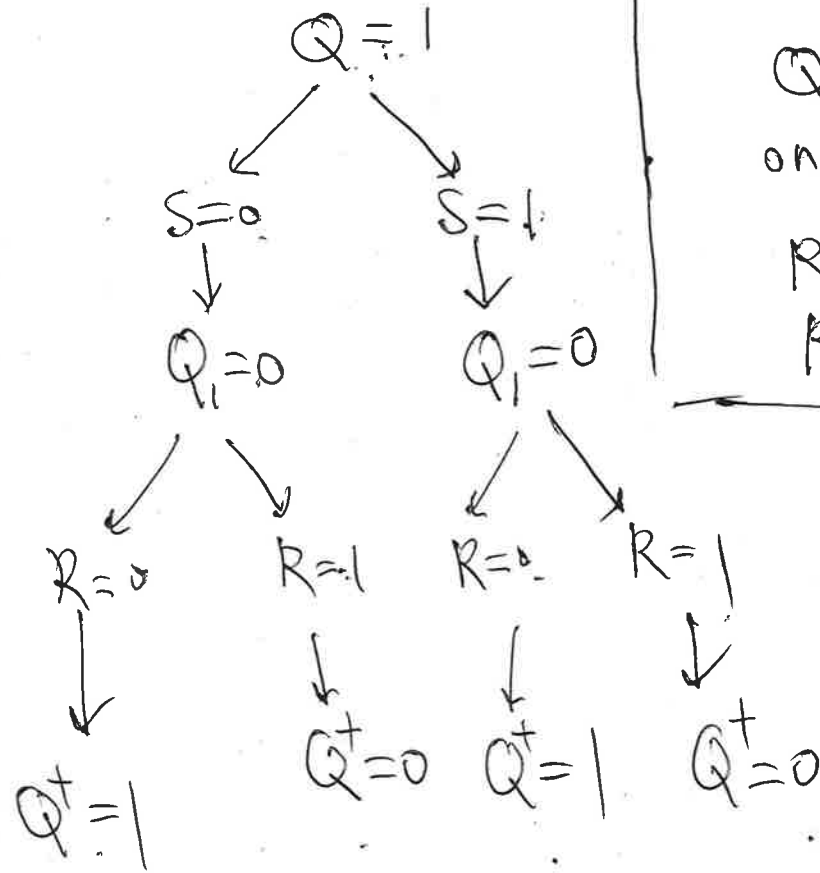 Q = 1
S = 0 S = 1
Q₁ = 0 Q₁ = 0
R = 0 R = 1 R = 0 R = 1
Q⁺ = 0 Q⁺ = 1 Q⁺ = 0
Q⁺ = 1
Q
on
R